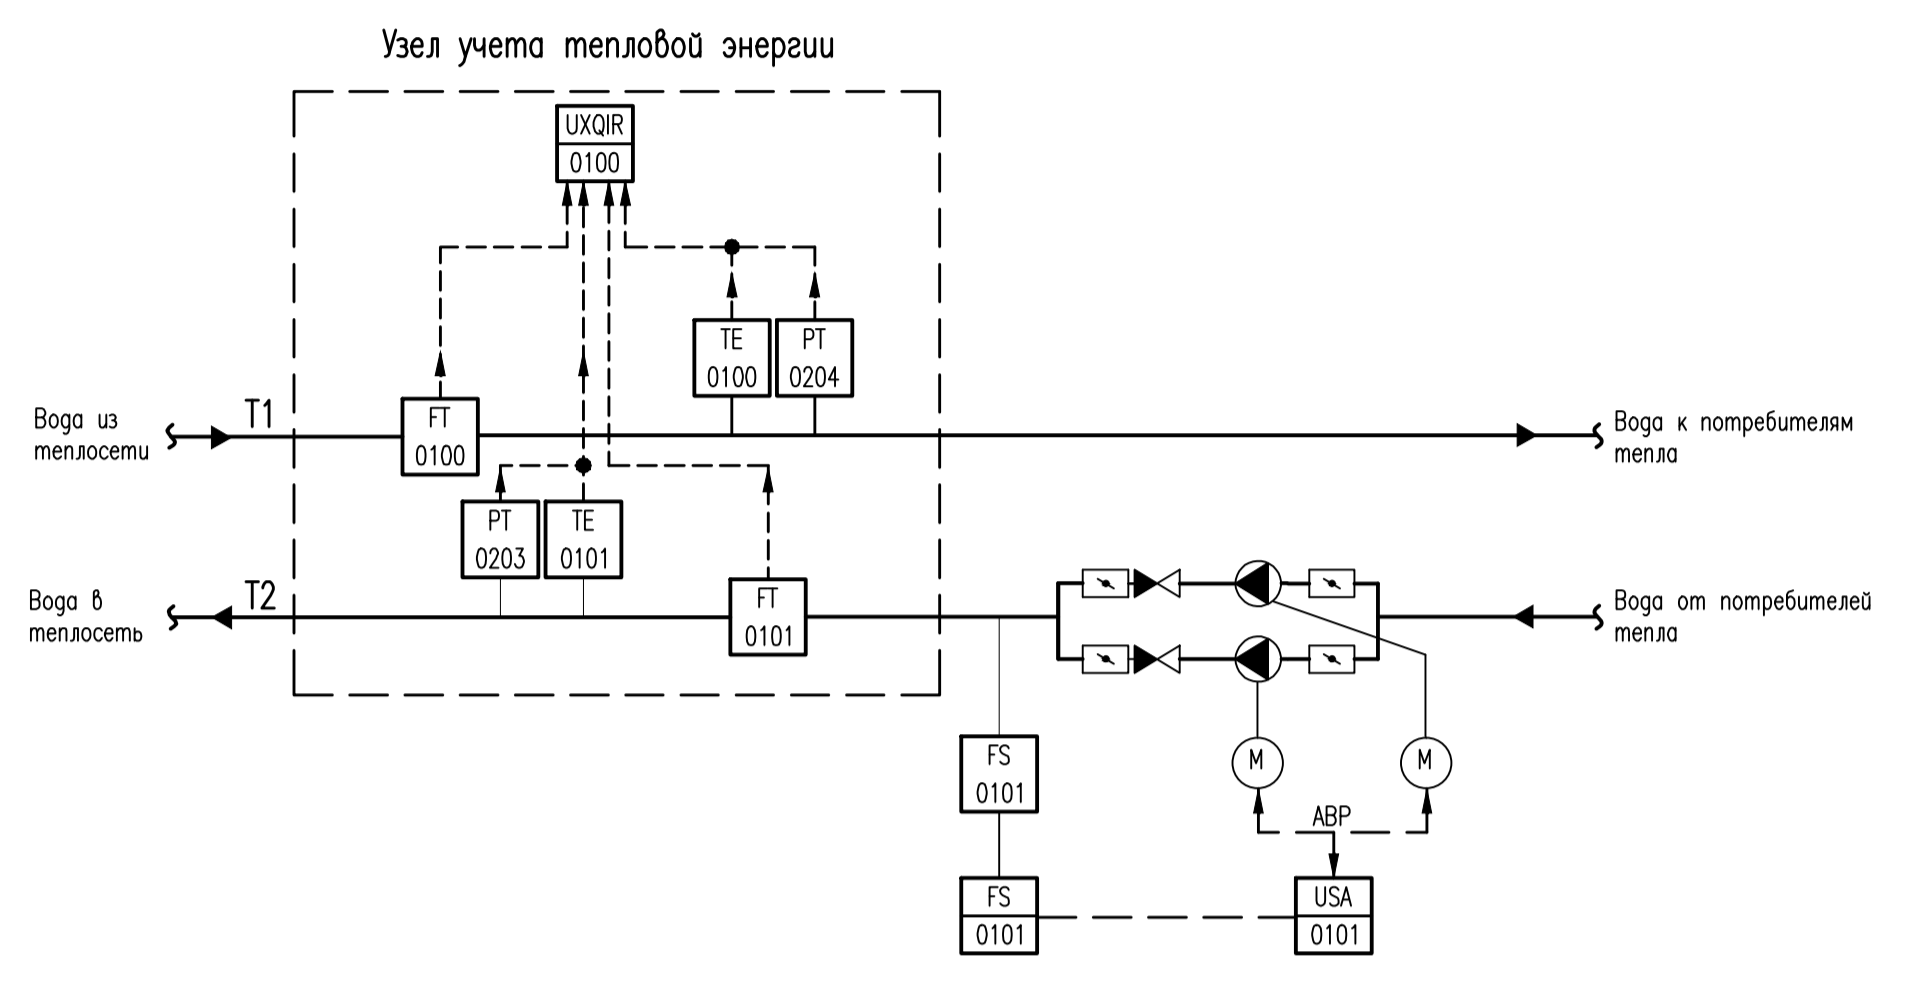 Узел учета тепловой энергии
UXQIR
0100
TE
0100
PT
0204
Вода из
теплосети
T1
FT
0100
Вода к потребителям
тепла
PT
0203
TE
0101
Вода в
теплосеть
T2
FT
0101
Вода от потребителей
тепла
FS
0101
M
M
АВР
FS
0101
USA
0101